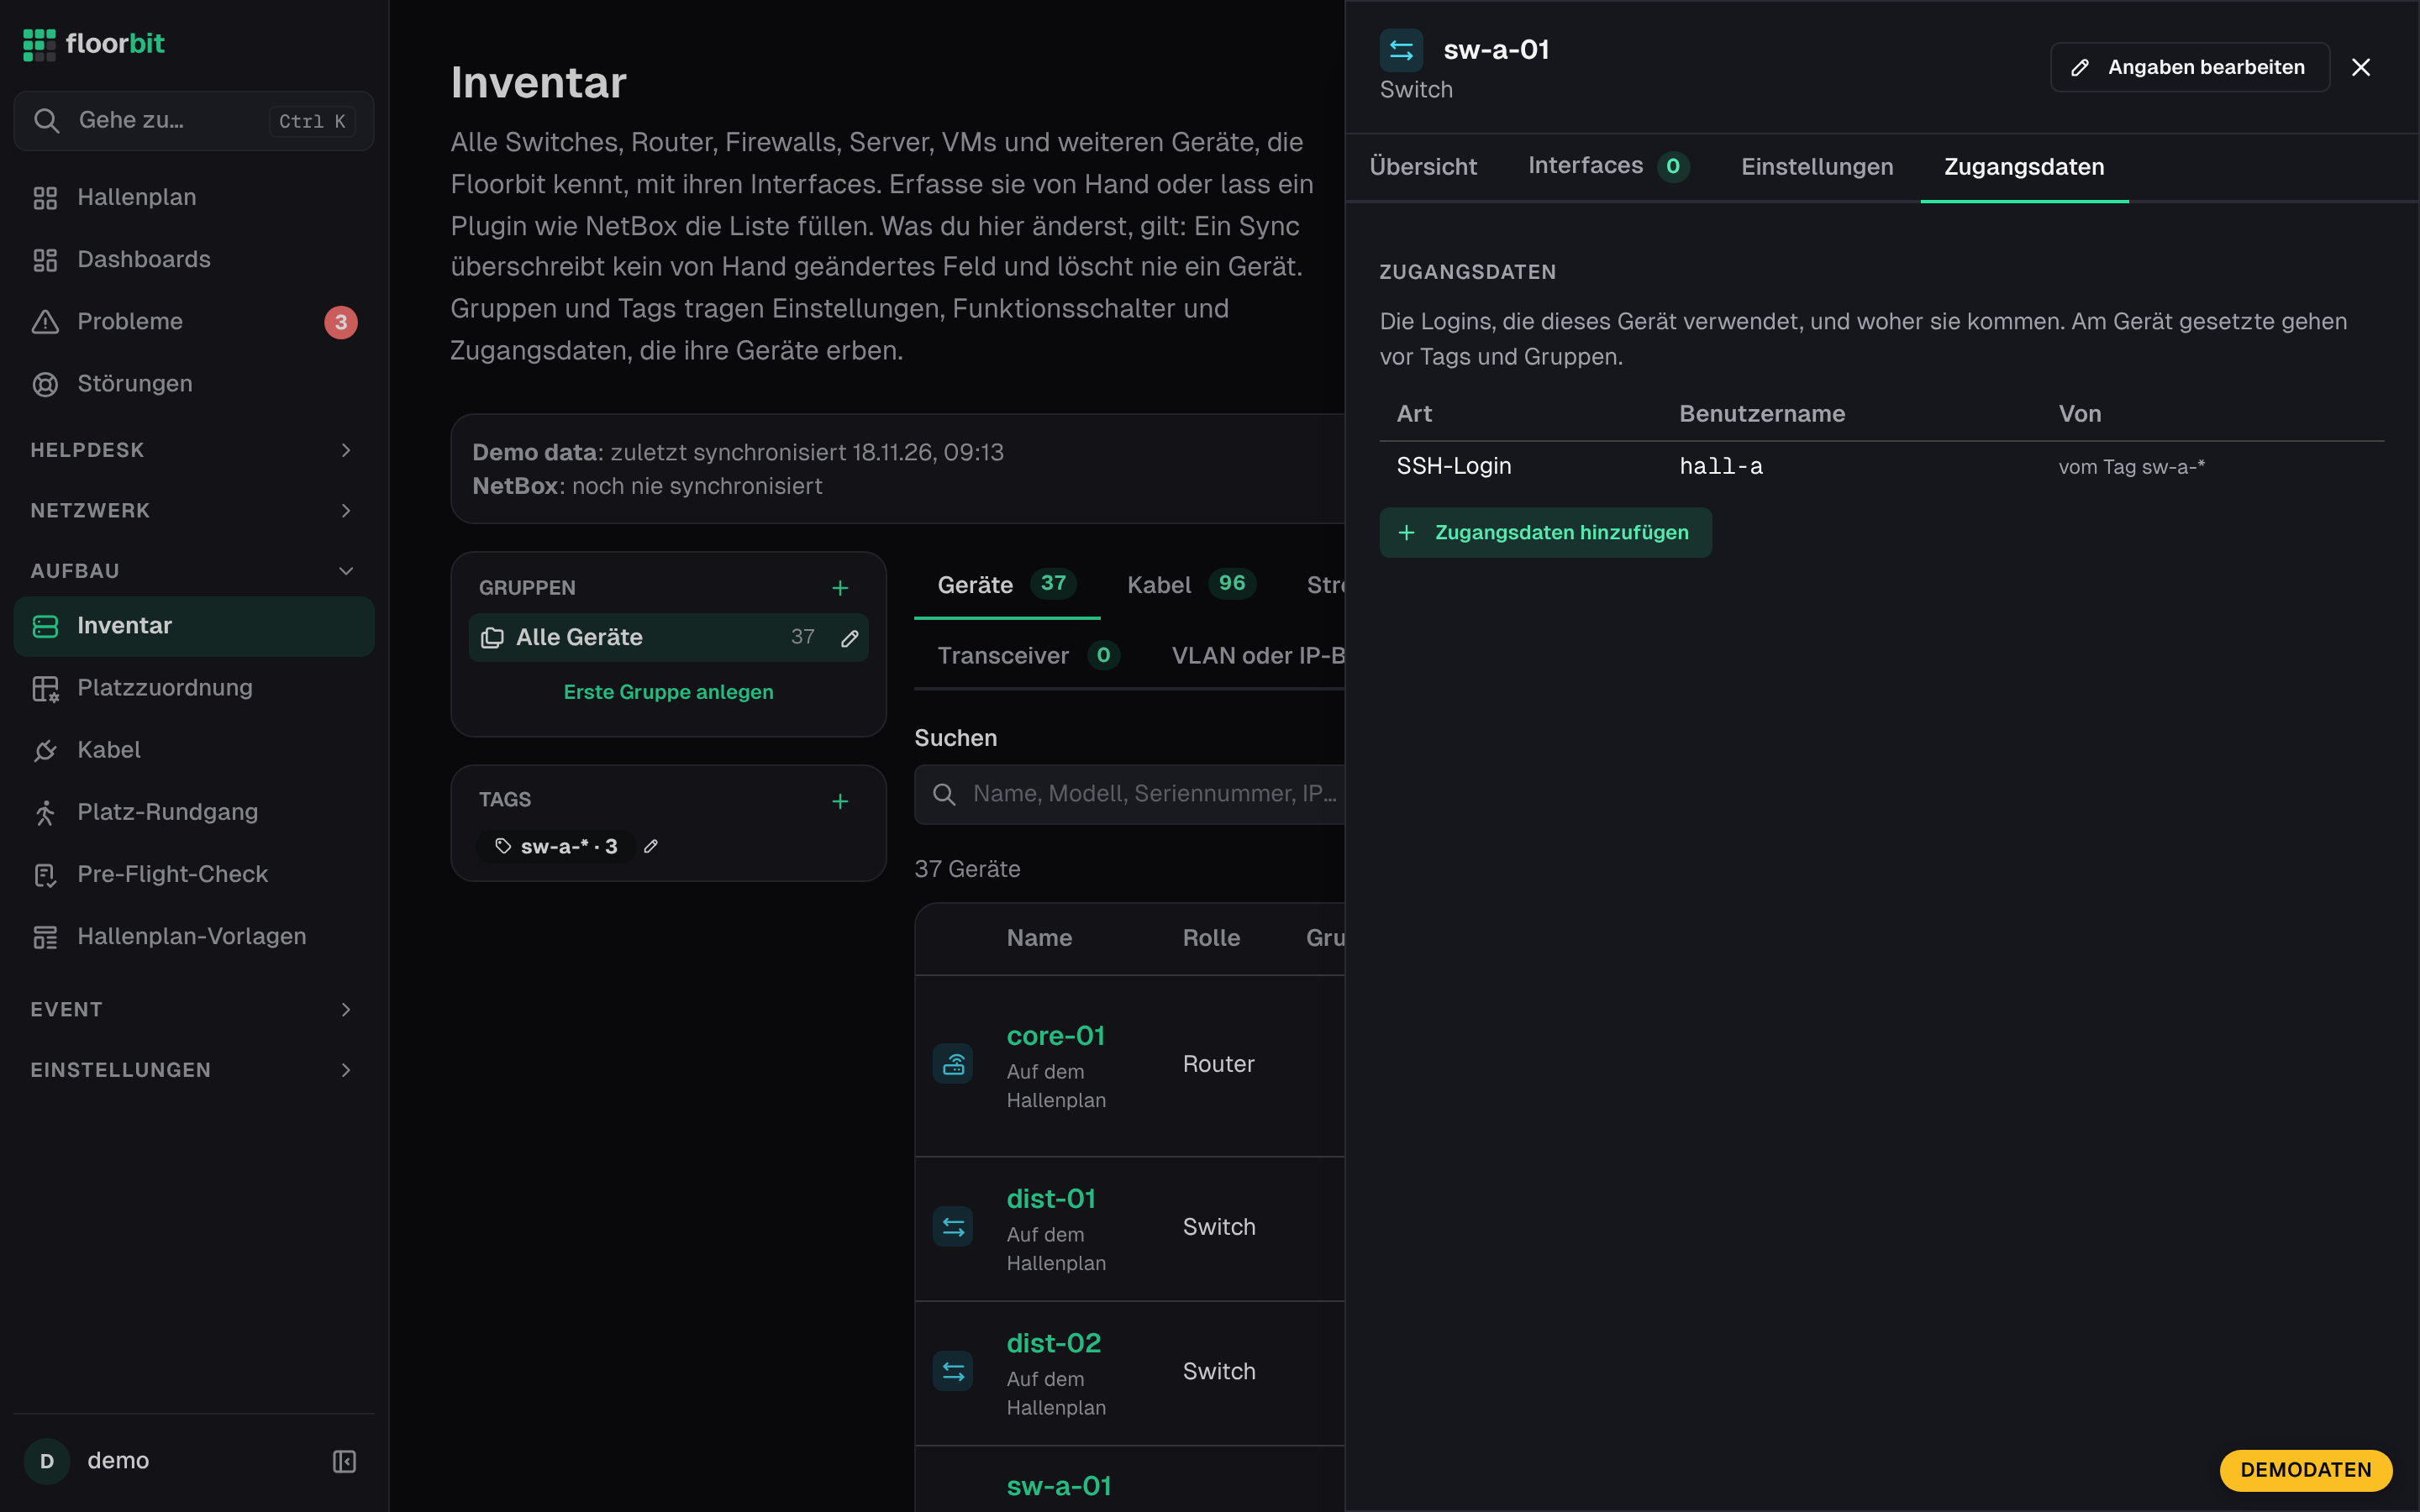 floorbit
Gehe zu...
Ctrl K
Hallenplan
Dashboards
Probleme
3
Störungen
HELPDESK
NETZWERK
AUFBAU
Inventar
Platzzuordnung
Kabel
Platz-Rundgang
Pre-Flight-Check
Hallenplan-Vorlagen
EVENT
EINSTELLUNGEN
D
demo
Inventar
Alle Switches, Router, Firewalls, Server, VMs und weiteren Geräte, die
Floorbit kennt, mit ihren Interfaces. Erfasse sie von Hand oder lass ein
Plugin wie NetBox die Liste füllen. Was du hier änderst, gilt: Ein Sync
überschreibt kein von Hand geändertes Feld und löscht nie ein Gerät.
Gruppen und Tags tragen Einstellungen, Funktionsschalter und
Zugangsdaten, die ihre Geräte erben.
Demo data: zuletzt synchronisiert 18.11.26, 09:13
NetBox: noch nie synchronisiert
GRUPPEN
Alle Geräte
37
Erste Gruppe anlegen
TAGS
sw-a-* · 3
Geräte 37
Kabel 96
Str
Transceiver 0
VLAN oder IP-B
Suchen
Name, Modell, Seriennummer, IP...
37 Geräte
Name Rolle Gru
core-01
Auf dem
Hallenplan
Router
dist-01
Auf dem
Hallenplan
Switch
dist-02
Auf dem
Hallenplan
Switch
sw-a-01
sw-a-01
Switch
Angaben bearbeiten
Übersicht
Interfaces 0
Einstellungen
Zugangsdaten
ZUGANGSDATEN
Die Logins, die dieses Gerät verwendet, und woher sie kommen. Am Gerät gesetzte gehen
vor Tags und Gruppen.
Art Benutzername Von
SSH-Login hall-a vom Tag sw-a-*
Zugangsdaten hinzufügen
DEMODATEN